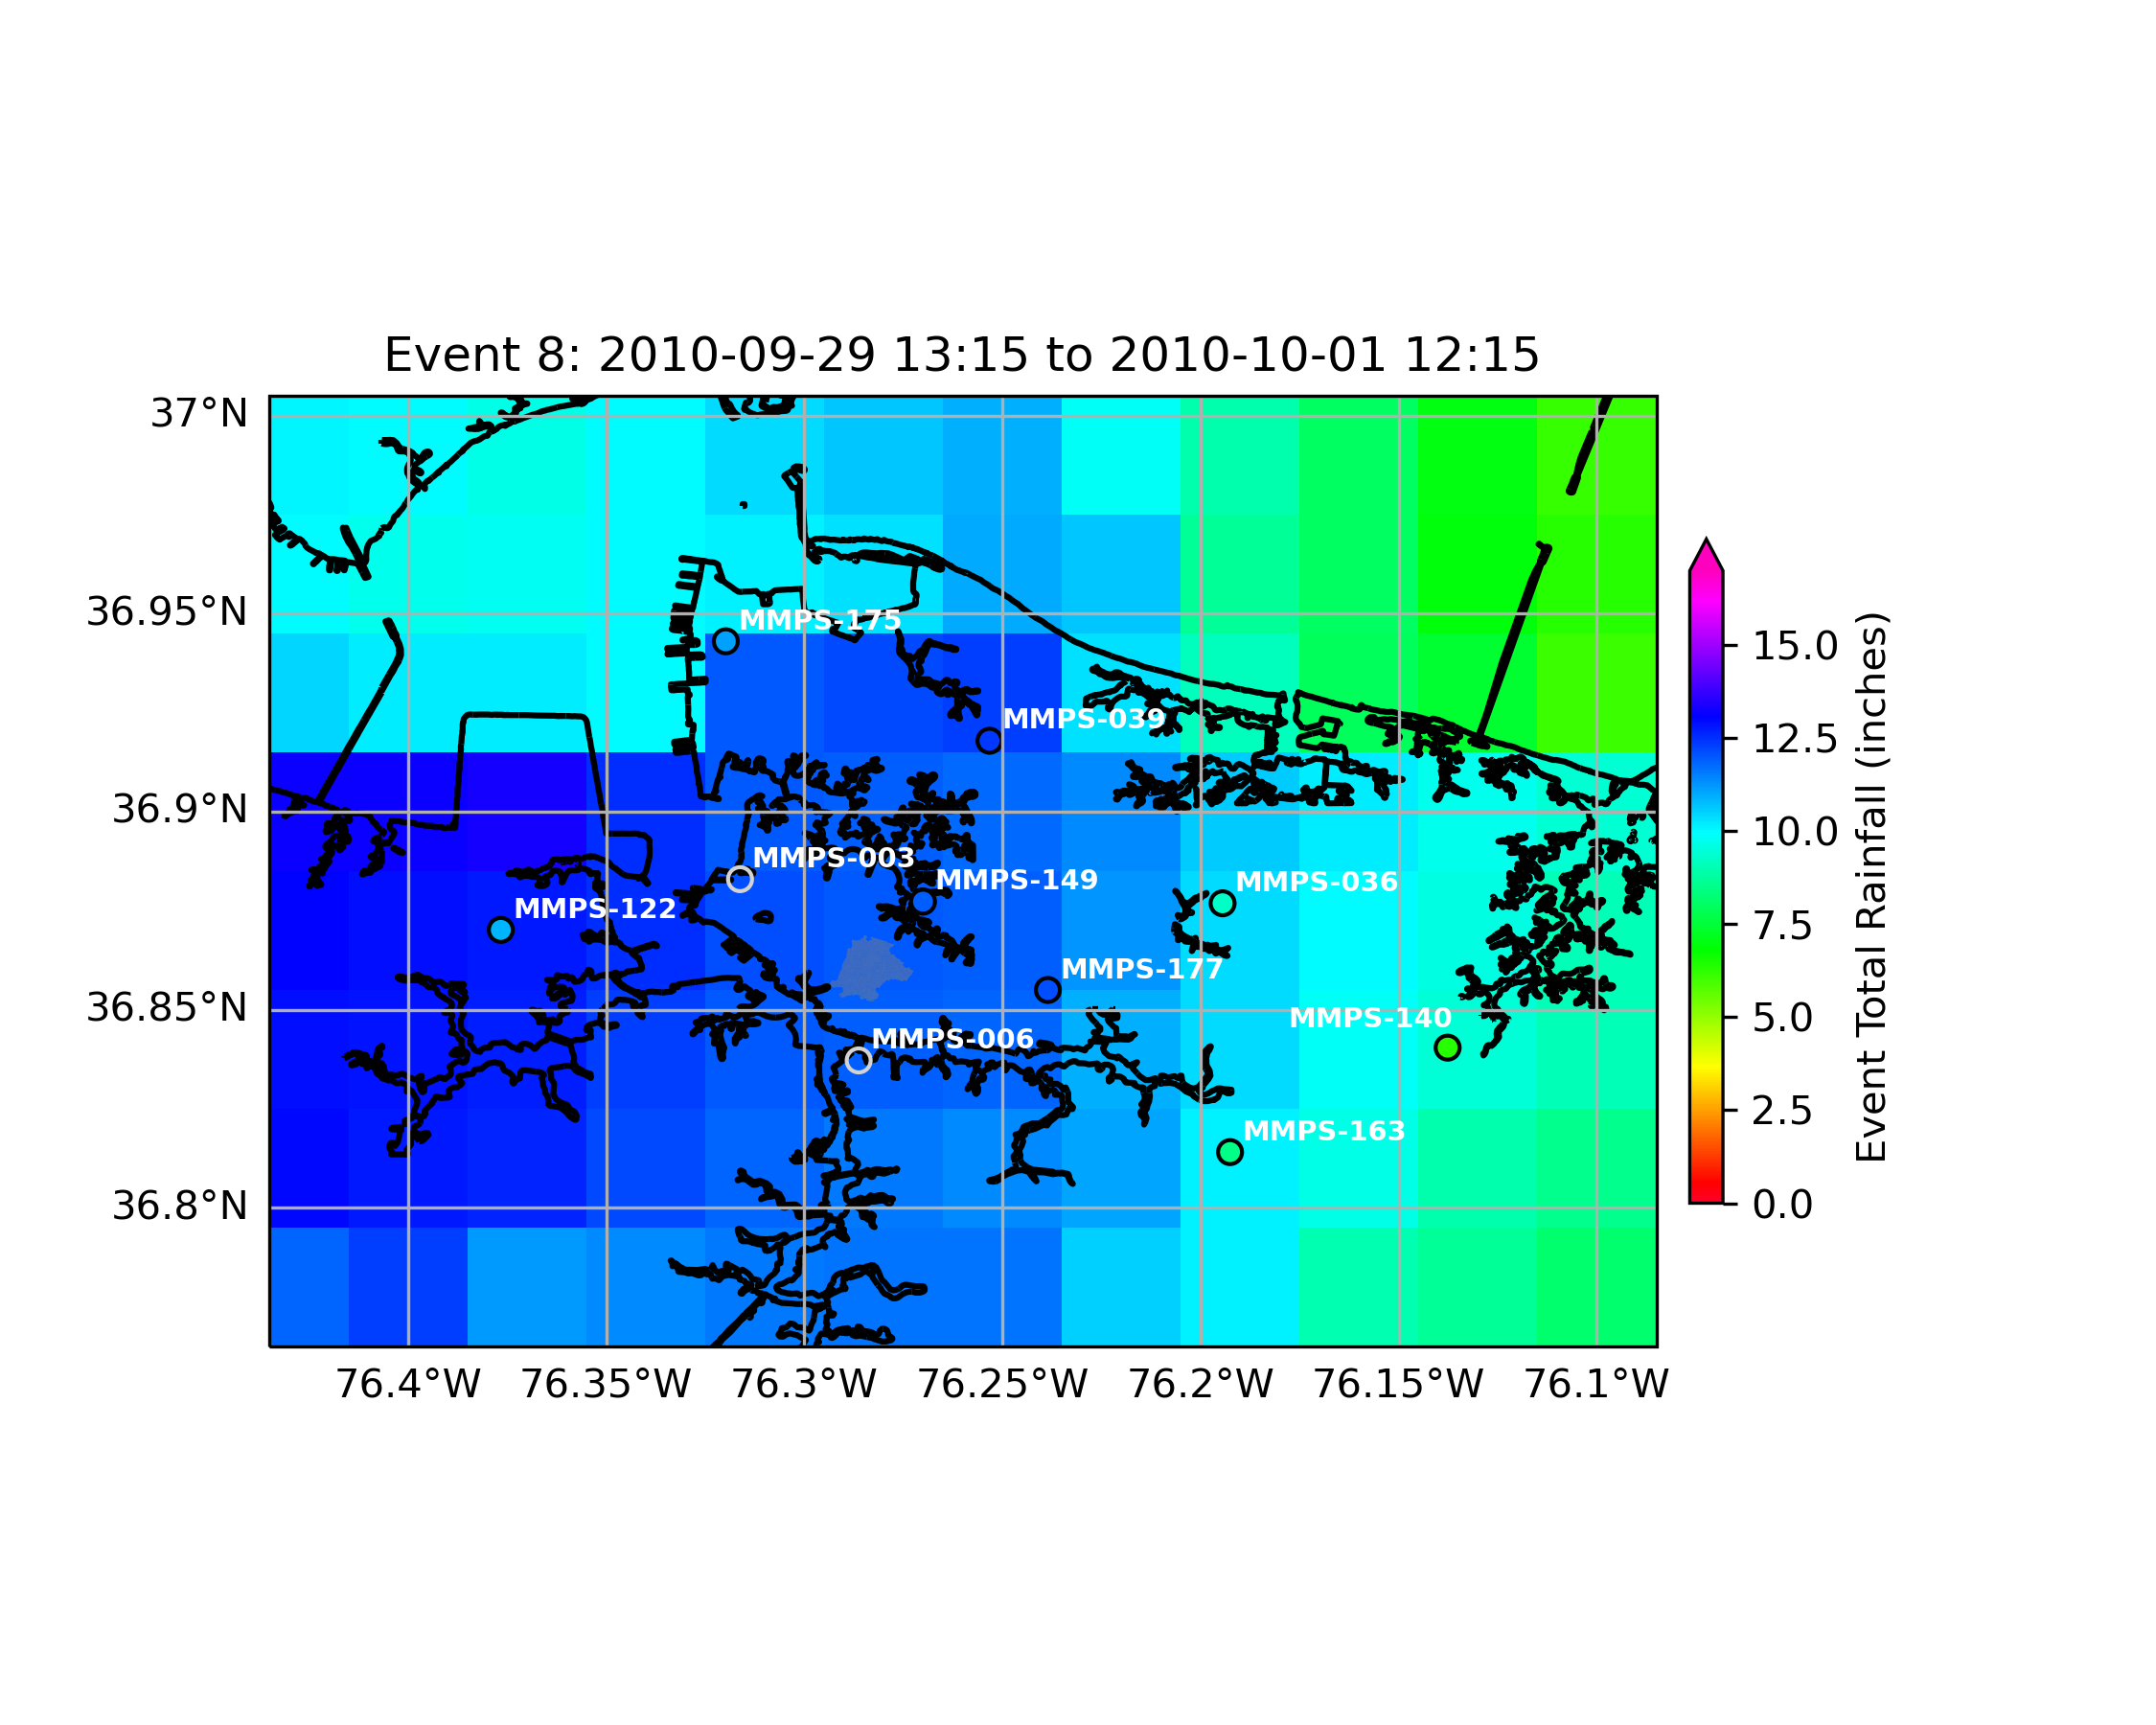 Event 8: 2010-09-29 13:15 to 2010-10-01 12:15
37°N
36.95°N
36.9°N
36.85°N
36.8°N
MMPS-175
MMPS-039
MMPS-003
MMPS-149
MMPS-036
MMPS-122
MMPS-177
MMPS-140
MMPS-006
MMPS-163
76.4°W
76.35°W
76.3°W
76.25°W
76.2°W
76.15°W
76.1°W
15.0
12.5
10.0
7.5
5.0
2.5
0.0
Event Total Rainfall (inches)